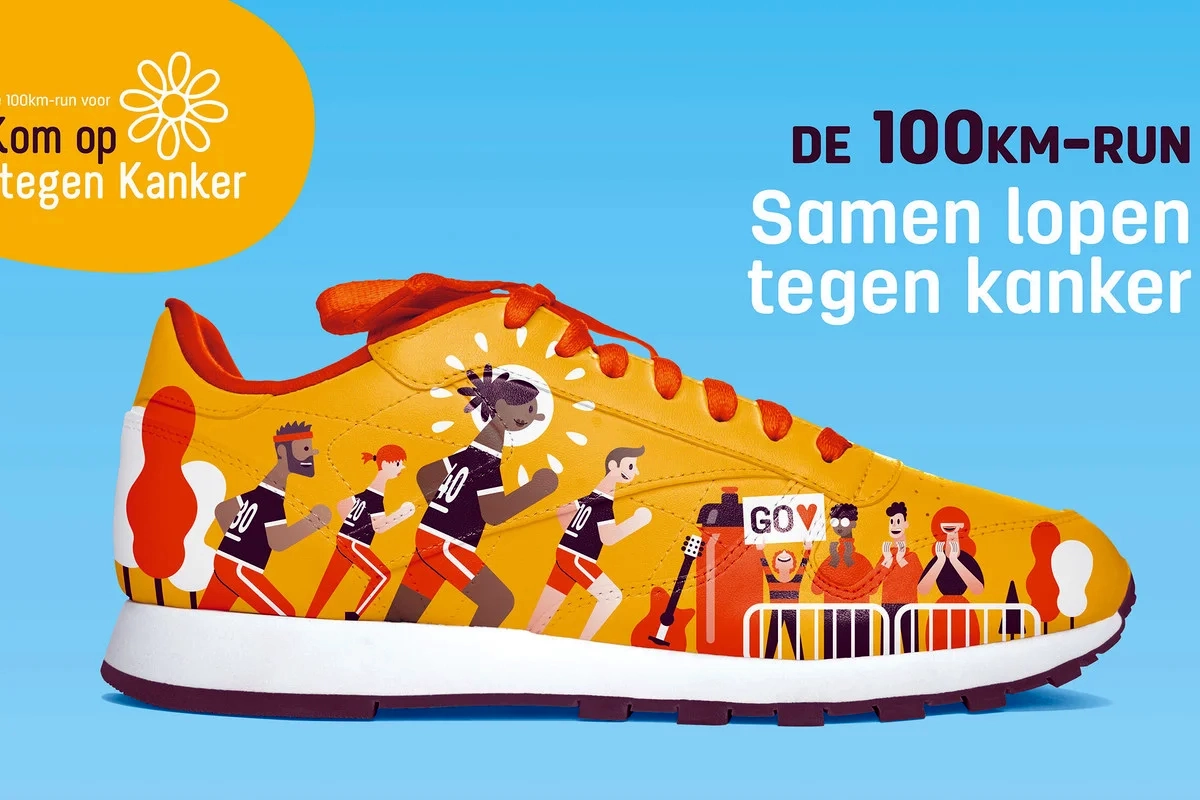 100km-run voor
Kom op
tegen Kanker
DE 100KM-RUN
Samen lopen
tegen kanker
GO♥
30
20
40
10